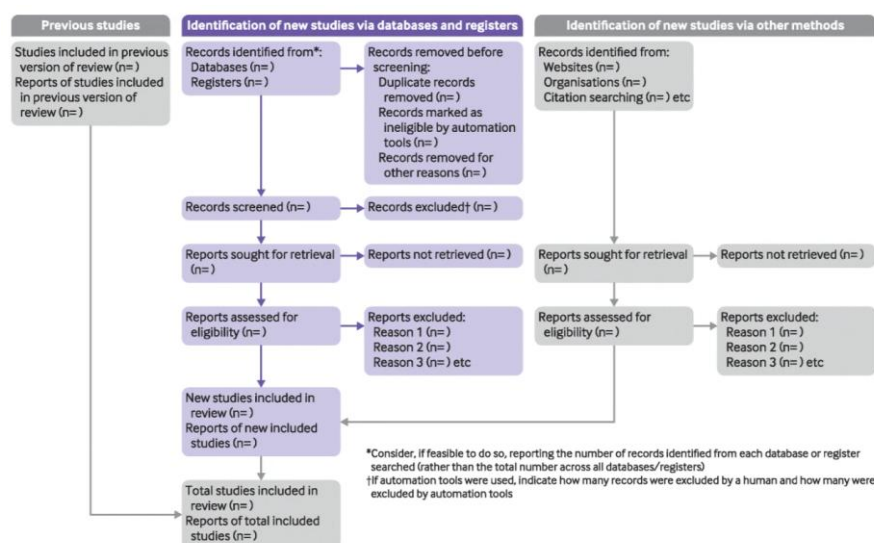 Previous studies
Identification of new studies via databases and registers
Identification of new studies via other methods
Studies included in previous
version of review (n=)
Reports of studies included
in previous version of
review (n=)
Records identified from*:
Databases (n=)
Registers (n=)
Records removed before
screening:
Duplicate records
removed (n=)
Records marked as
ineligible by automation
tools (n=)
Records removed for
other reasons (n=)
Records identified from:
Websites (n=)
Organisations (n=)
Citation searching (n=) etc
Records screened (n=)
Records excluded† (n=)
Reports sought for retrieval
(n=)
Reports not retrieved (n=)
Reports sought for retrieval
(n=)
Reports not retrieved (n=)
Reports assessed for
eligibility (n=)
Reports excluded:
Reason 1 (n=)
Reason 2 (n=)
Reason 3 (n=) etc
Reports assessed for
eligibility (n=)
Reports excluded:
Reason 1 (n=)
Reason 2 (n=)
Reason 3 (n=) etc
New studies included in
review (n=)
Reports of new included
studies (n=)
*Consider, if feasible to do so, reporting the number of records identified from each database or register
searched (rather than the total number across all databases/registers)
†If automation tools were used, indicate how many records were excluded by a human and how many were
excluded by automation tools
Total studies included in
review (n=)
Reports of total included
studies (n=)